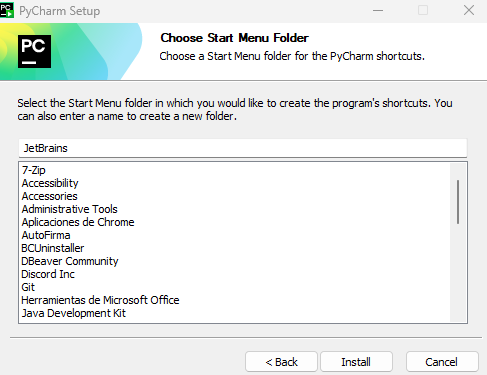 PyCharm Setup
PC
Choose Start Menu Folder
Choose a Start Menu folder for the PyCharm shortcuts.
Select the Start Menu folder in which you would like to create the program's shortcuts. You
can also enter a name to create a new folder.
JetBrains
7-Zip
Accessibility
Accessories
Administrative Tools
Aplicaciones de Chrome
AutoFirma
BCUninstaller
DBeaver Community
Discord Inc
Git
Herramientas de Microsoft Office
Java Development Kit
< Back
Install
Cancel